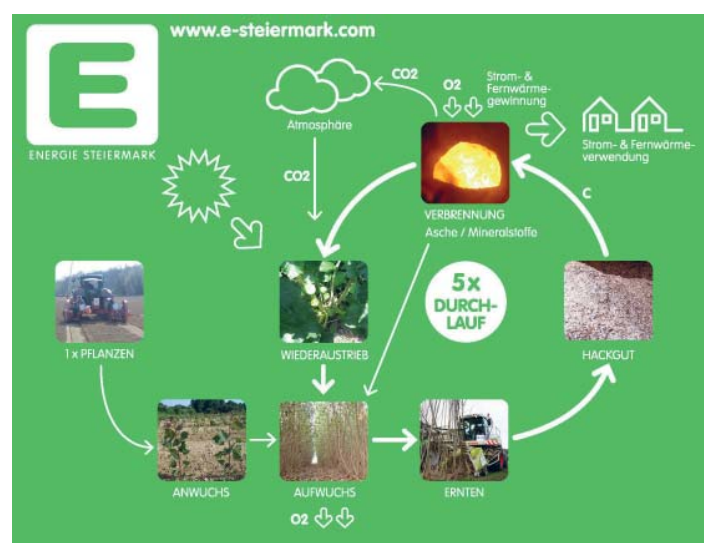 www.e-steiermark.com
E
ENERGIE STEIERMARK
CO2
O2
Strom- &
Fernwärme-
gewinnung
Atmosphäre
Strom- & Fernwärme-
verwendung
CO2
VERBRENNUNG
Asche / Mineralstoffe
C
5x
DURCH-
LAUF
1 x PFLANZEN
WIEDERAUSTRIEB
HACKGUT
ANWUCHS
AUFWUCHS
ERNTEN
O2